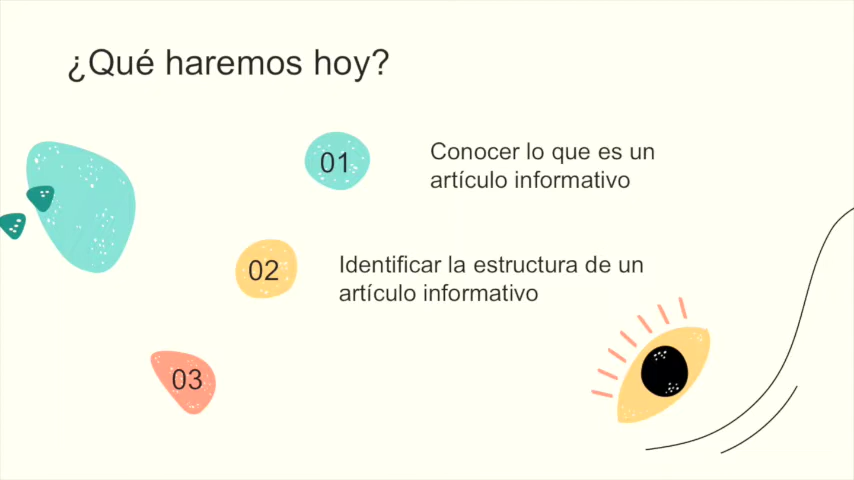 ¿Qué haremos hoy?
01
Conocer lo que es un
artículo informativo
02
Identificar la estructura de un
artículo informativo
03